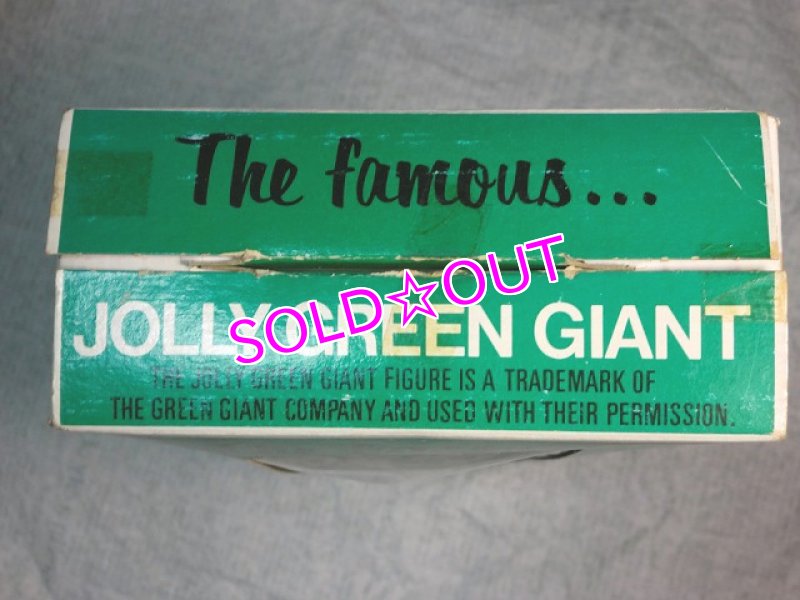 The famous...
SOLD☆OUT
JOLLY GREEN GIANT
THE JOLLY GREEN GIANT FIGURE IS A TRADEMARK OF
THE GREEN GIANT COMPANY AND USED WITH THEIR PERMISSION.